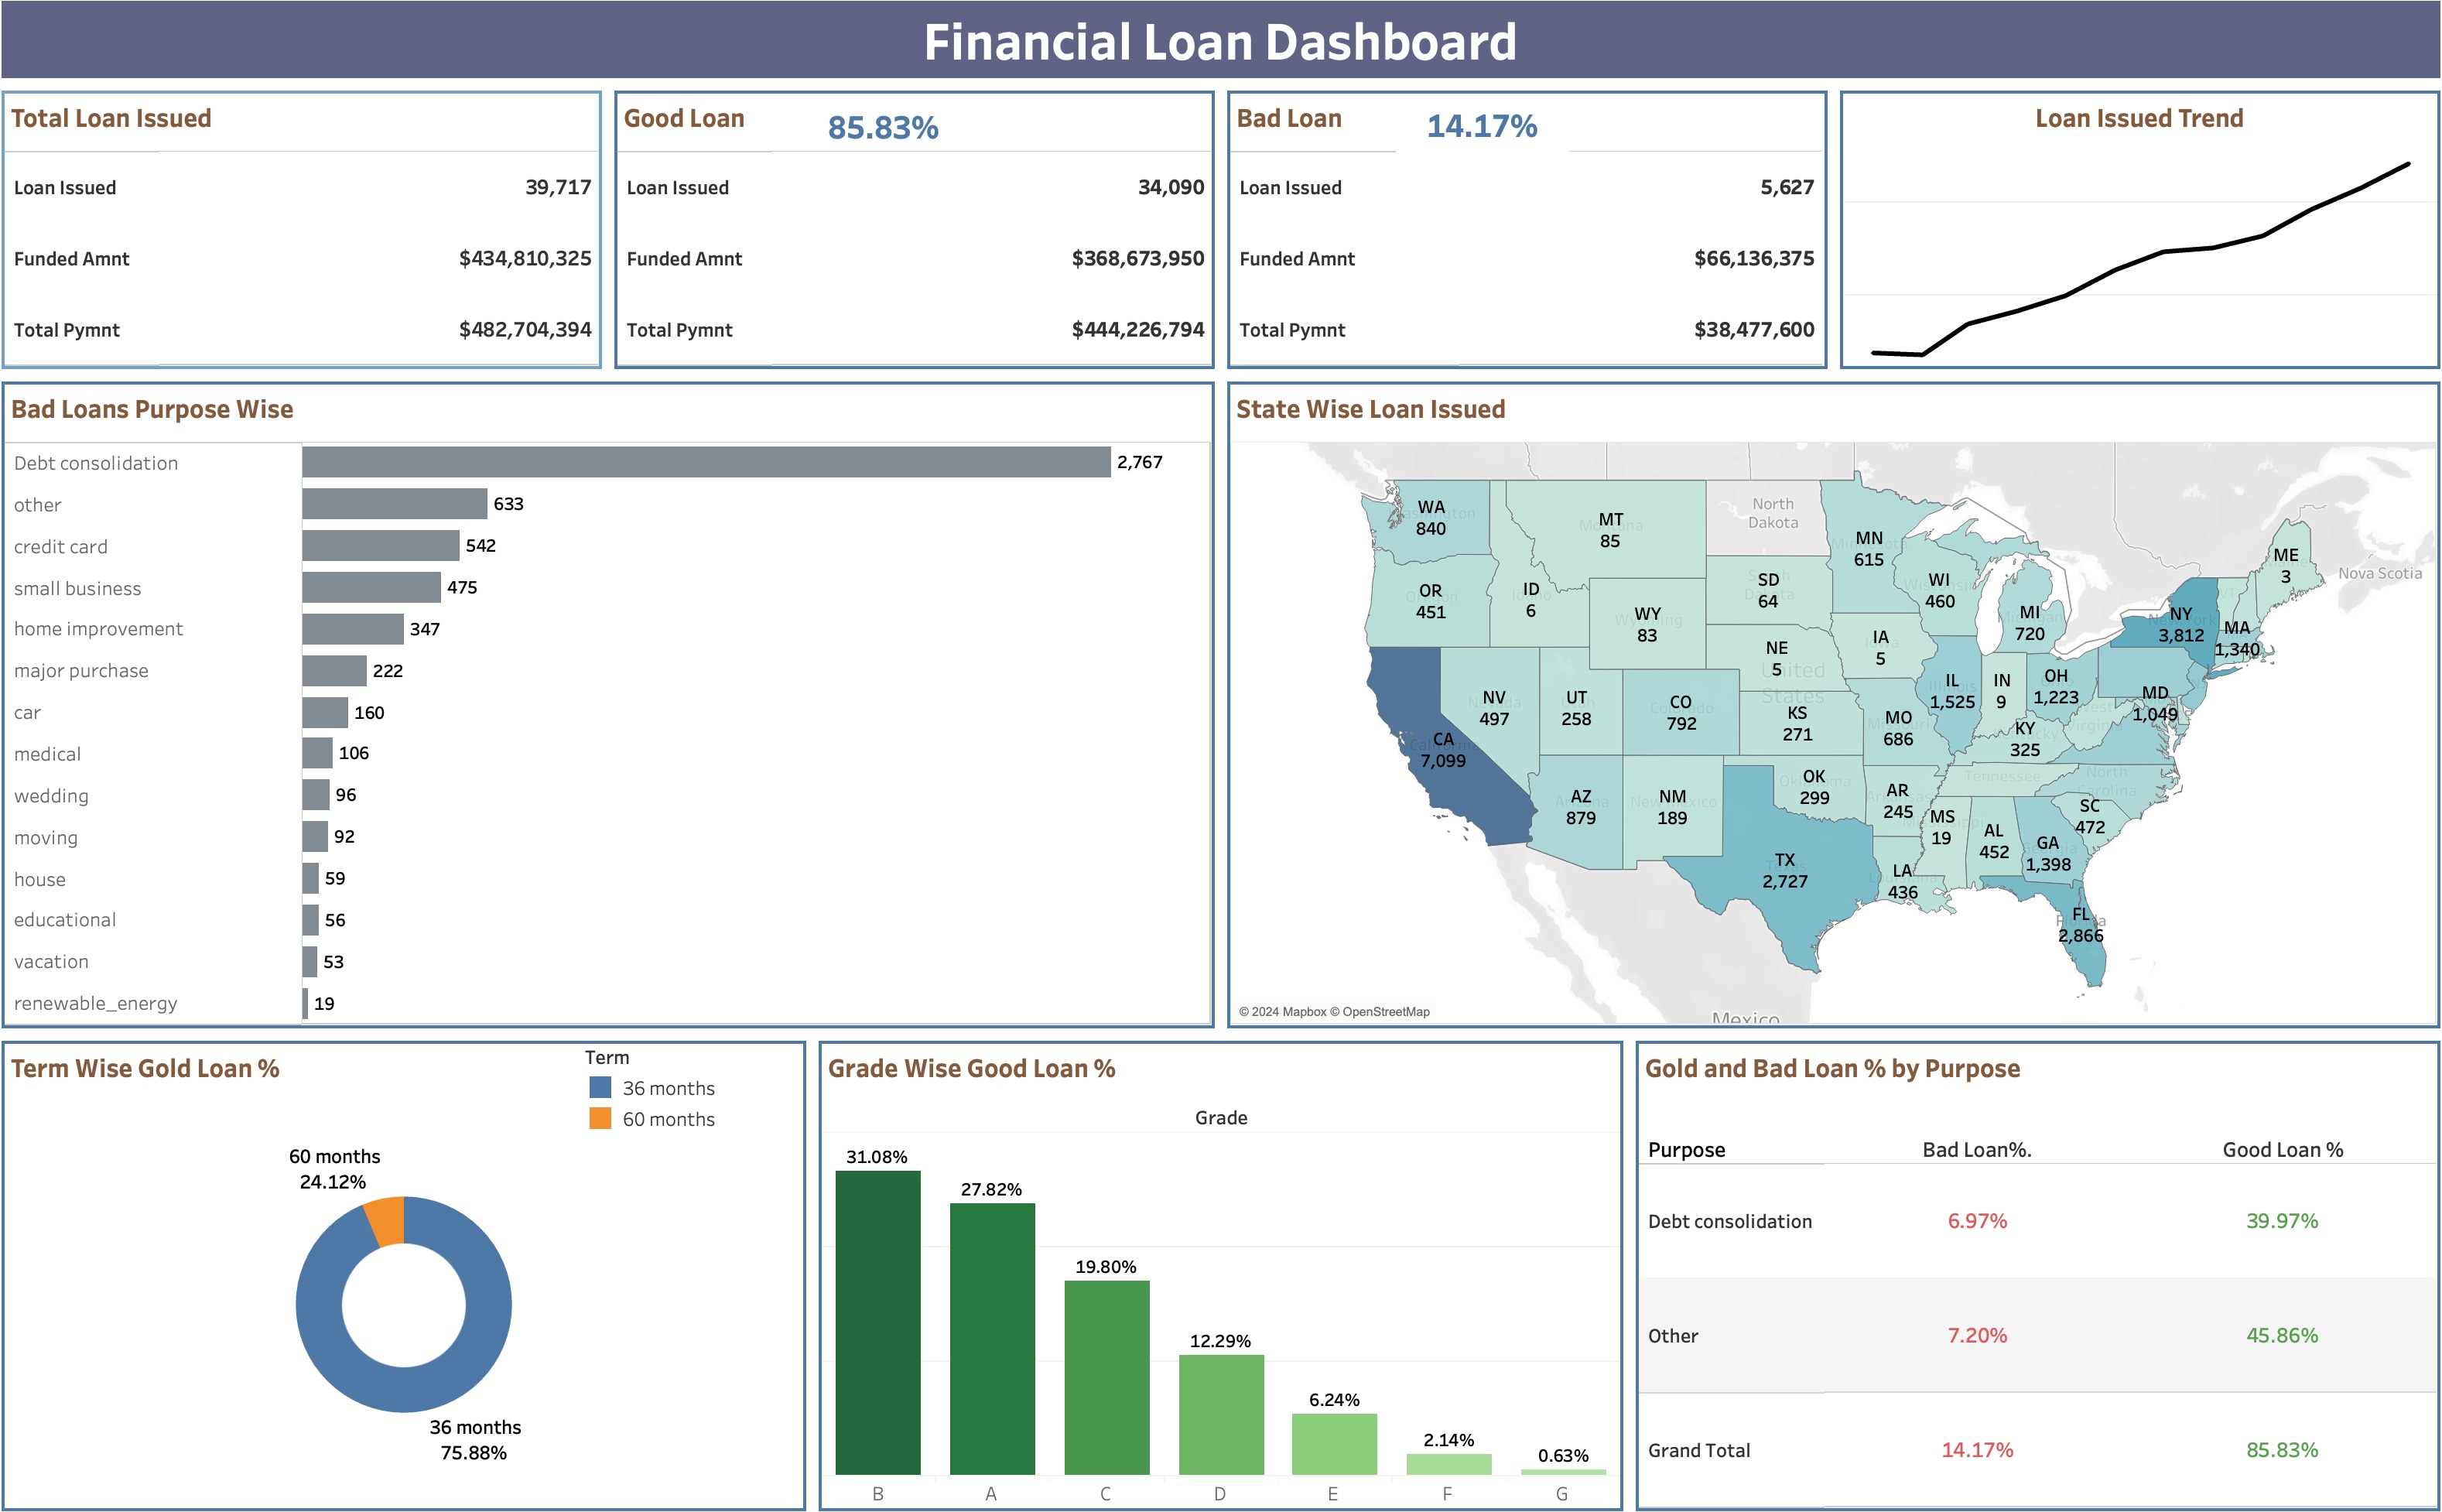 Financial Loan Dashboard
Total Loan Issued
Loan Issued 39,717
Funded Amnt $434,810,325
Total Pymnt $482,704,394
Good Loan 85.83%
Loan Issued 34,090
Funded Amnt $368,673,950
Total Pymnt $444,226,794
Bad Loan 14.17%
Loan Issued 5,627
Funded Amnt $66,136,375
Total Pymnt $38,477,600
Loan Issued Trend
Bad Loans Purpose Wise
Debt consolidation 2,767
other 633
credit card 542
small business 475
home improvement 347
major purchase 222
car 160
medical 106
wedding 96
moving 92
house 59
educational 56
vacation 53
renewable_energy 19
State Wise Loan Issued
WA
840
MT
85
North
Dakota
MN
615
ME
3
Nova Scotia
OR
451
ID
6
WY
83
SD
64
WI
460
MI
720
NY
3,812
MA
1,340
NE
5
United
States
IA
5
NV
497
UT
258
CO
792
KS
271
MO
686
IL
1,525
IN
9
OH
1,223
MD
1,049
West
Virginia
KY
325
CA
7,099
AZ
879
NM
189
OK
299
AR
245
Tennessee
North
Carolina
MS
19
AL
452
GA
1,398
SC
472
TX
2,727
LA
436
FL
2,866
Mexico
© 2024 Mapbox © OpenStreetMap
Term Wise Gold Loan %
Term
36 months
60 months
60 months
24.12%
36 months
75.88%
Grade Wise Good Loan %
Grade
31.08%
27.82%
19.80%
12.29%
6.24%
2.14%
0.63%
B A C D E F G
Gold and Bad Loan % by Purpose
Purpose Bad Loan%. Good Loan %
Debt consolidation 6.97% 39.97%
Other 7.20% 45.86%
Grand Total 14.17% 85.83%